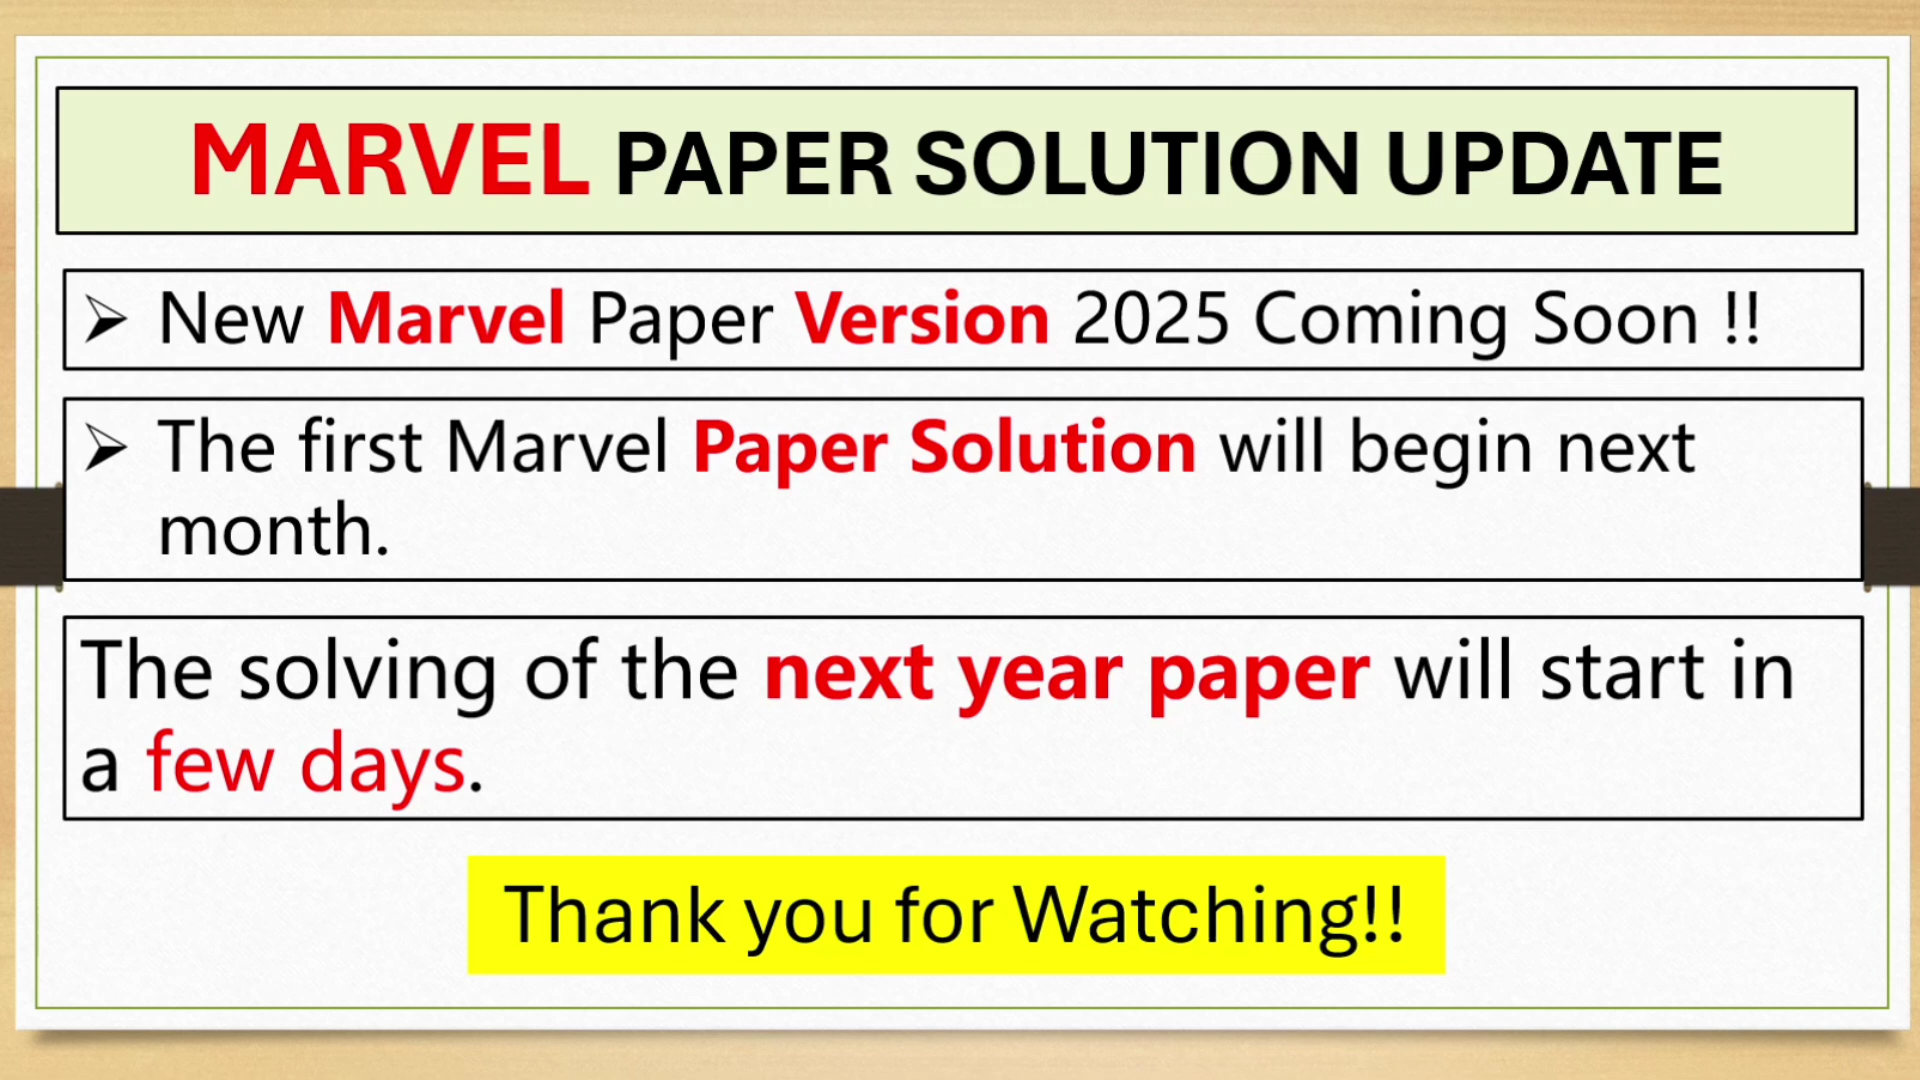 MARVEL PAPER SOLUTION UPDATE
➢ New Marvel Paper Version 2025 Coming Soon !!
➢ The first Marvel Paper Solution will begin next
month.
The solving of the next year paper will start in
a few days.
Thank you for Watching!!